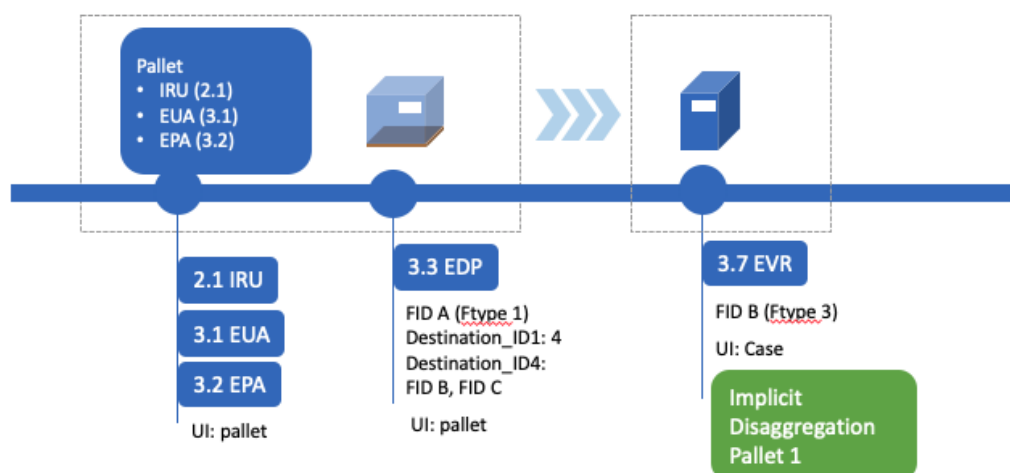 Pallet
• IRU (2.1)
• EUA (3.1)
• EPA (3.2)
2.1 IRU
3.1 EUA
3.2 EPA
UI: pallet
3.3 EDP
FID A (Ftype 1)
Destination_ID1: 4
Destination_ID4:
FID B, FID C
UI: pallet
3.7 EVR
FID B (Ftype 3)
UI: Case
Implicit
Disaggregation
Pallet 1